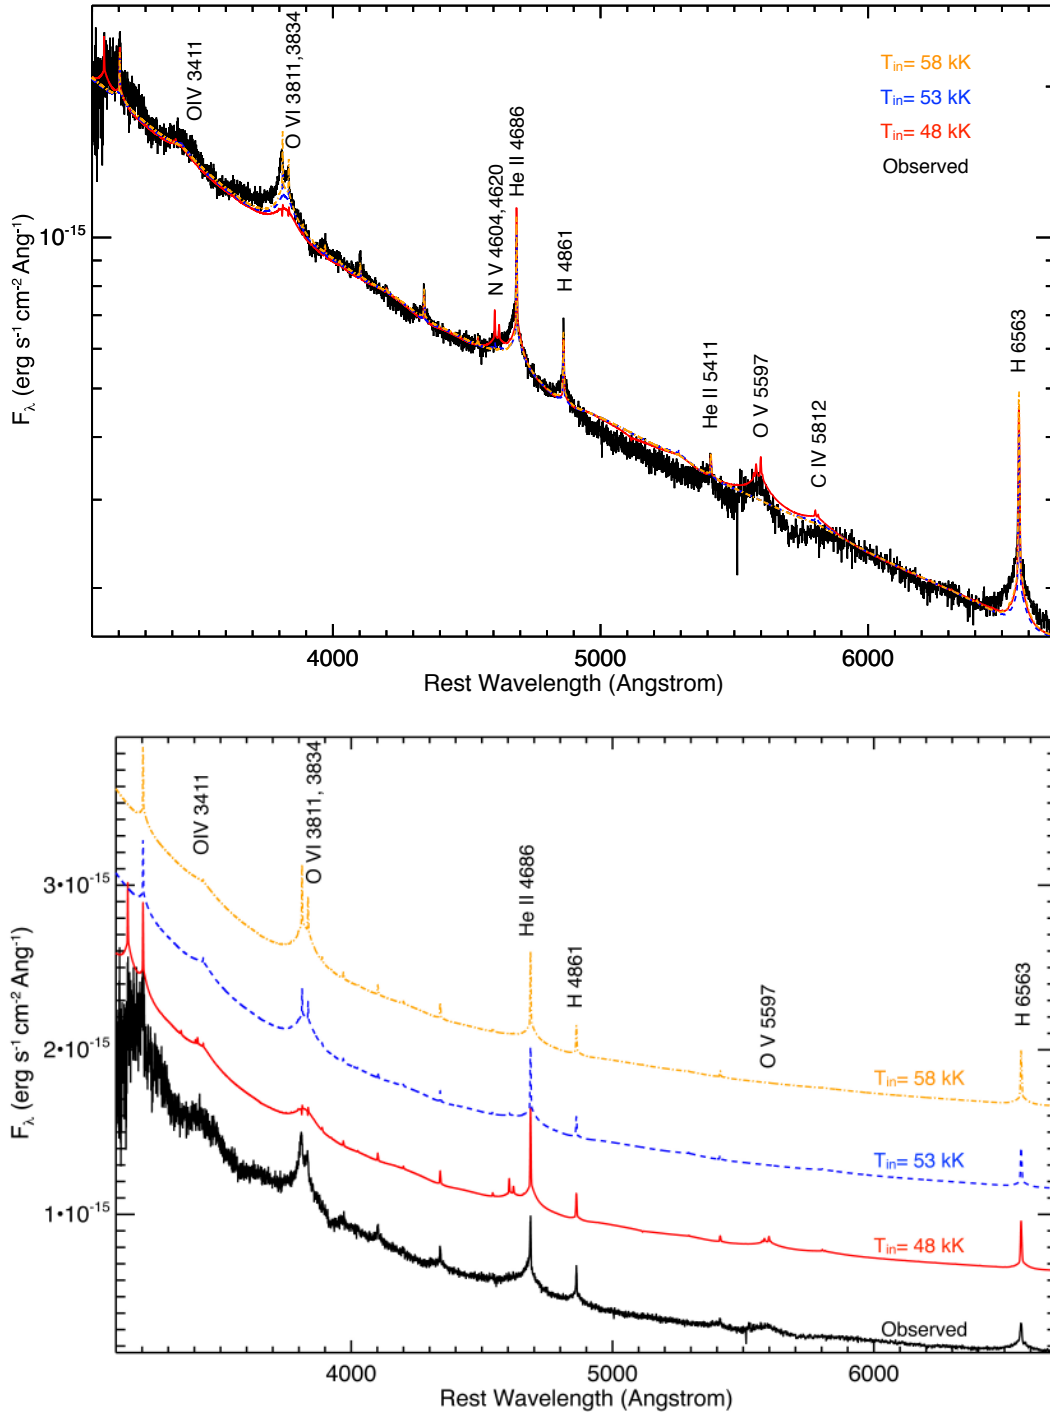 OIV 3411
O VI 3811,3834
N V 4604,4620
He II 4686
H 4861
He II 5411
O V 5597
C IV 5812
H 6563
T_in= 58 kK
T_in= 53 kK
T_in= 48 kK
Observed
10^-15
F_λ (erg s^-1 cm^-2 Ang^-1)
4000 5000 6000
Rest Wavelength (Angstrom)
OIV 3411
O VI 3811, 3834
He II 4686
H 4861
O V 5597
H 6563
3•10^-15
2•10^-15
1•10^-15
F_λ (erg s^-1 cm^-2 Ang^-1)
T_in= 58 kK
T_in= 53 kK
T_in= 48 kK
Observed
4000 5000 6000
Rest Wavelength (Angstrom)